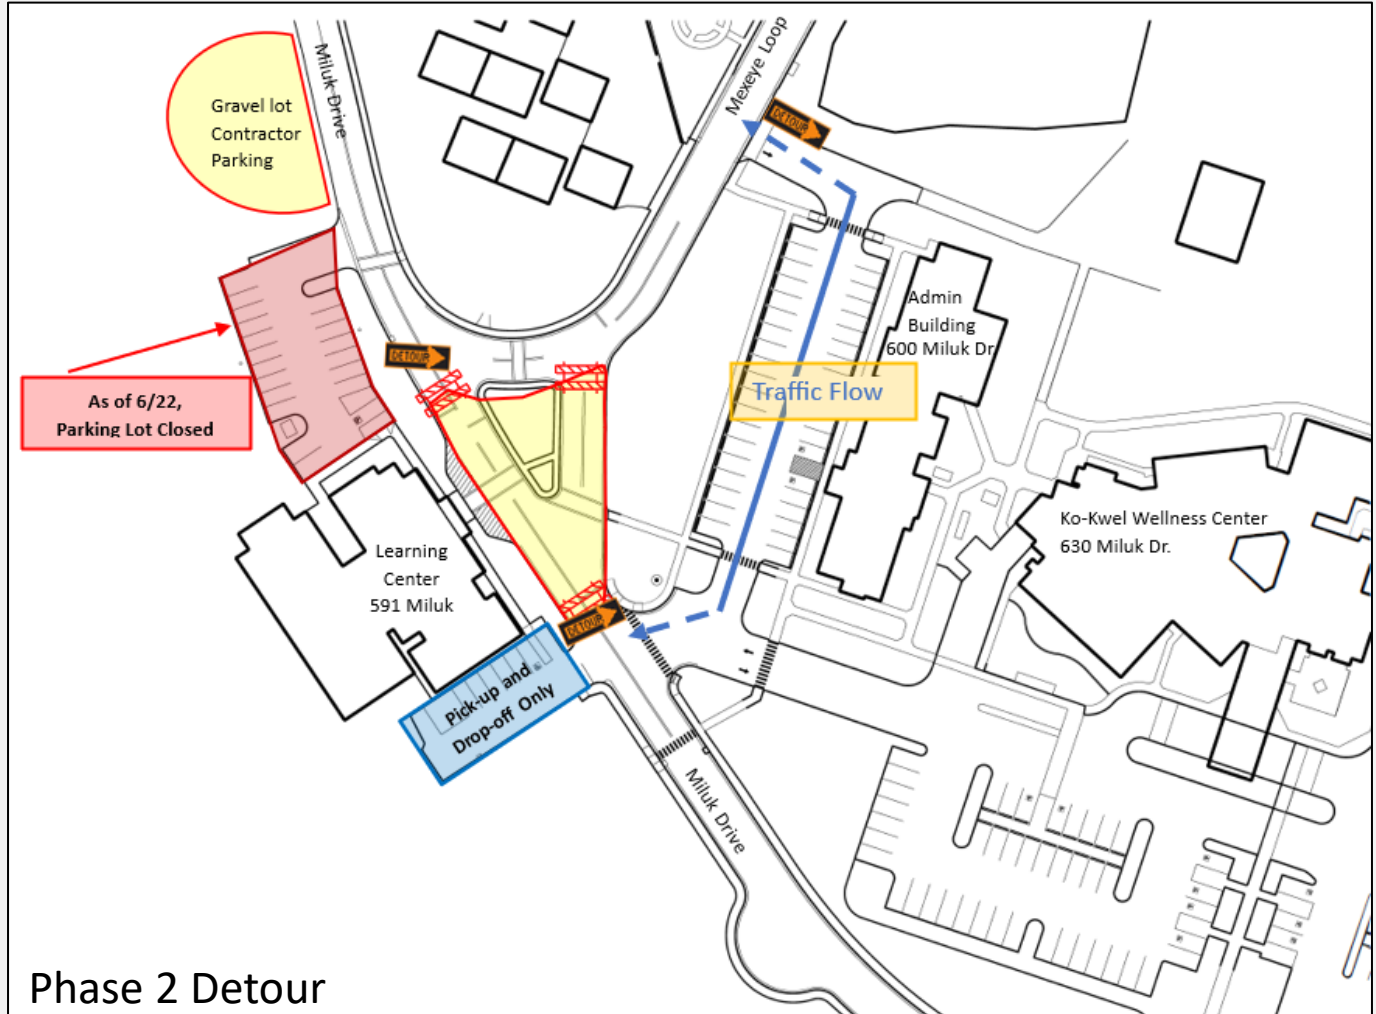 Miluk Drive
Mexeye Loop
Gravel lot
Contractor
Parking
DETOUR
Admin
Building
600 Miluk Dr
DETOUR
Traffic Flow
As of 6/22,
Parking Lot Closed
Ko-Kwel Wellness Center
630 Miluk Dr.
Learning
Center
591 Miluk
DETOUR
Pick-up and
Drop-off Only
Miluk Drive
Phase 2 Detour